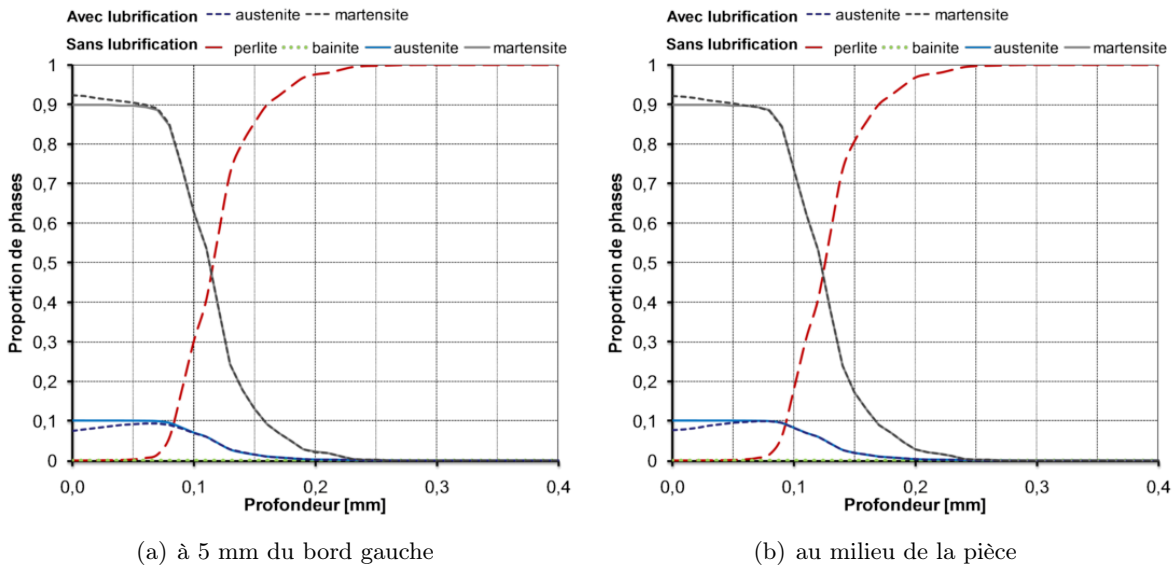 Avec lubrification austenite martensite
Sans lubrification perlite bainite austenite martensite
Proportion de phases
1
0,9
0,8
0,7
0,6
0,5
0,4
0,3
0,2
0,1
0
0,0 0,1 0,2 0,3 0,4
Profondeur [mm]
(a) à 5 mm du bord gauche
Avec lubrification austenite martensite
Sans lubrification perlite bainite austenite martensite
Proportion de phases
1
0,9
0,8
0,7
0,6
0,5
0,4
0,3
0,2
0,1
0
0,0 0,1 0,2 0,3 0,4
Profondeur [mm]
(b) au milieu de la pièce